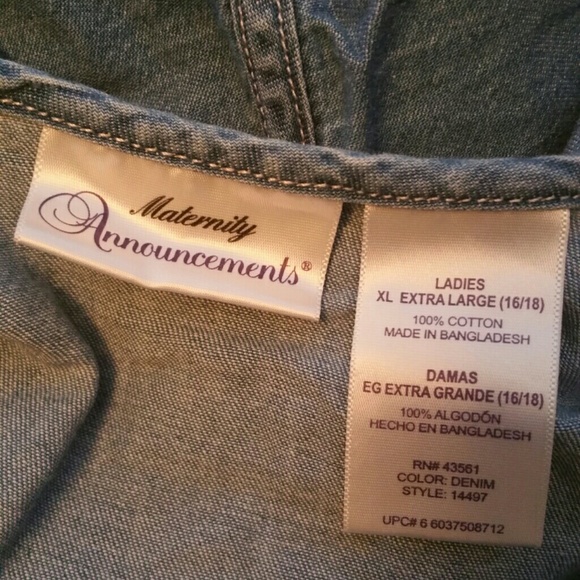 Maternity
Announcements®
LADIES
XL EXTRA LARGE (16/18)
100% COTTON
MADE IN BANGLADESH
DAMAS
EG EXTRA GRANDE (16/18)
100% ALGODÓN
HECHO EN BANGLADESH
RN# 43561
COLOR: DENIM
STYLE: 14497
UPC# 6 6037508712